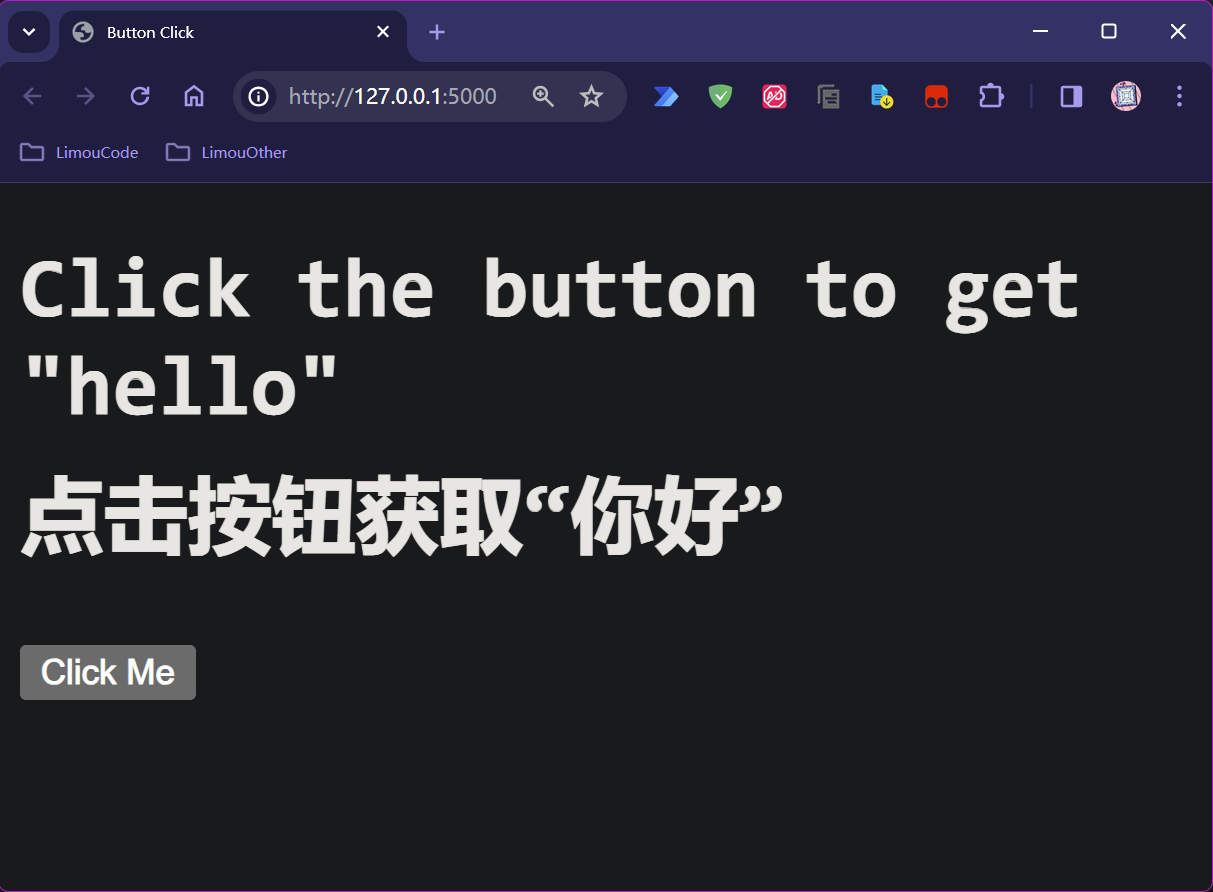 Button Click
http://127.0.0.1:5000
LimouCode
LimouOther
Click the button to get
"hello"
点击按钮获取“你好”
Click Me